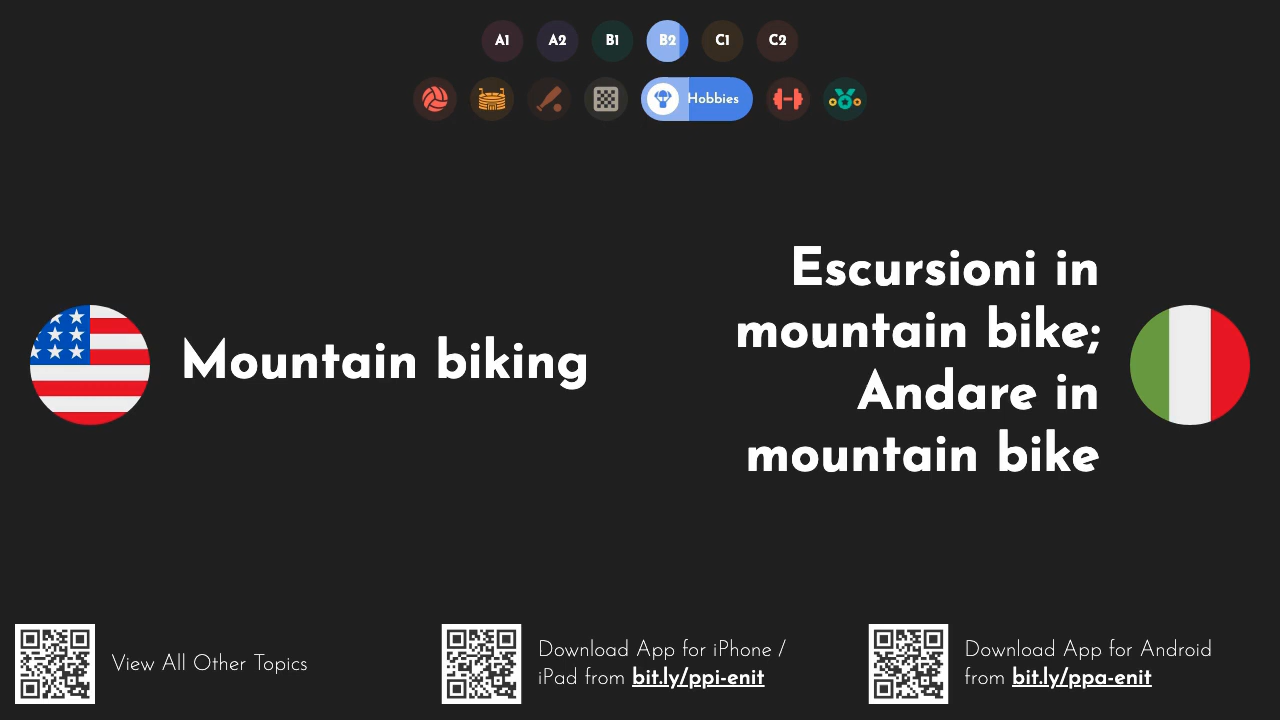 A1 A2 B1 B2 C1 C2
Hobbies
Mountain biking
Escursioni in
mountain bike;
Andare in
mountain bike
View All Other Topics
Download App for iPhone /
iPad from bit.ly/ppi-enit
Download App for Android
from bit.ly/ppa-enit